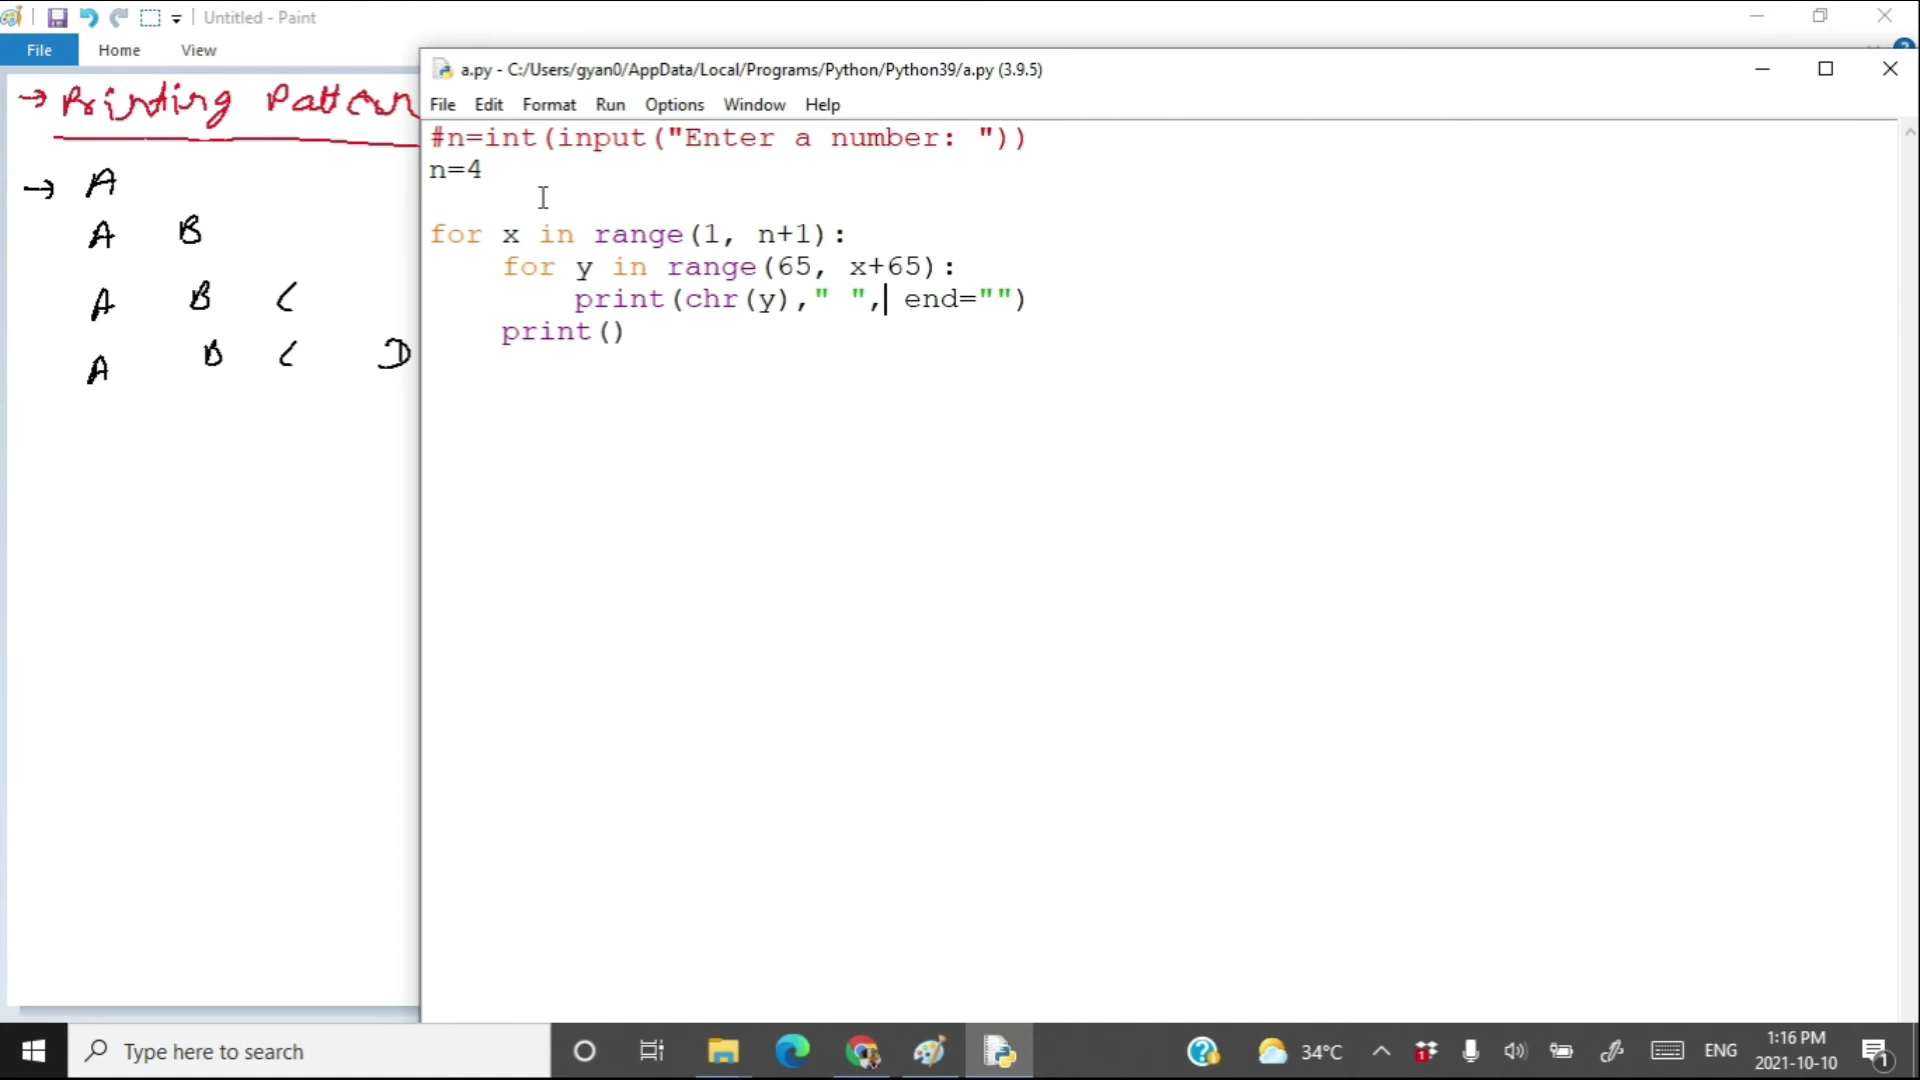 Untitled - Paint
File Home View
→ Printing Pattern
→ A
A B
A B C
A B C D
a.py - C:/Users/gyan0/AppData/Local/Programs/Python/Python39/a.py (3.9.5)
File Edit Format Run Options Window Help
#n=int(input("Enter a number: "))
n=4
for x in range(1, n+1):
    for y in range(65, x+65):
        print(chr(y)," ", end="")
    print()
Type here to search
1
34°C
ENG
1:16 PM
2021-10-10
1